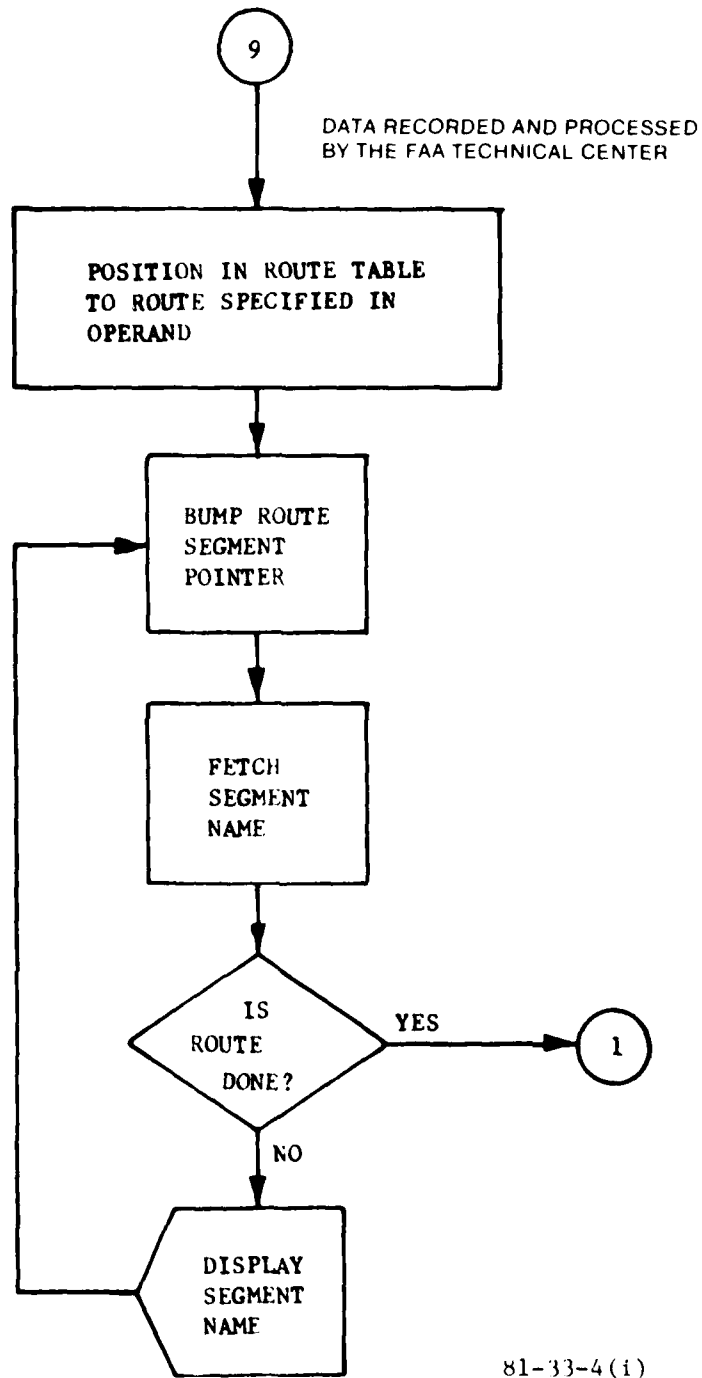 9
DATA RECORDED AND PROCESSED
BY THE FAA TECHNICAL CENTER
POSITION IN ROUTE TABLE
TO ROUTE SPECIFIED IN
OPERAND
BUMP ROUTE
SEGMENT
POINTER
FETCH
SEGMENT
NAME
IS
ROUTE
DONE?
YES
1
NO
DISPLAY
SEGMENT
NAME
81-33-4(i)